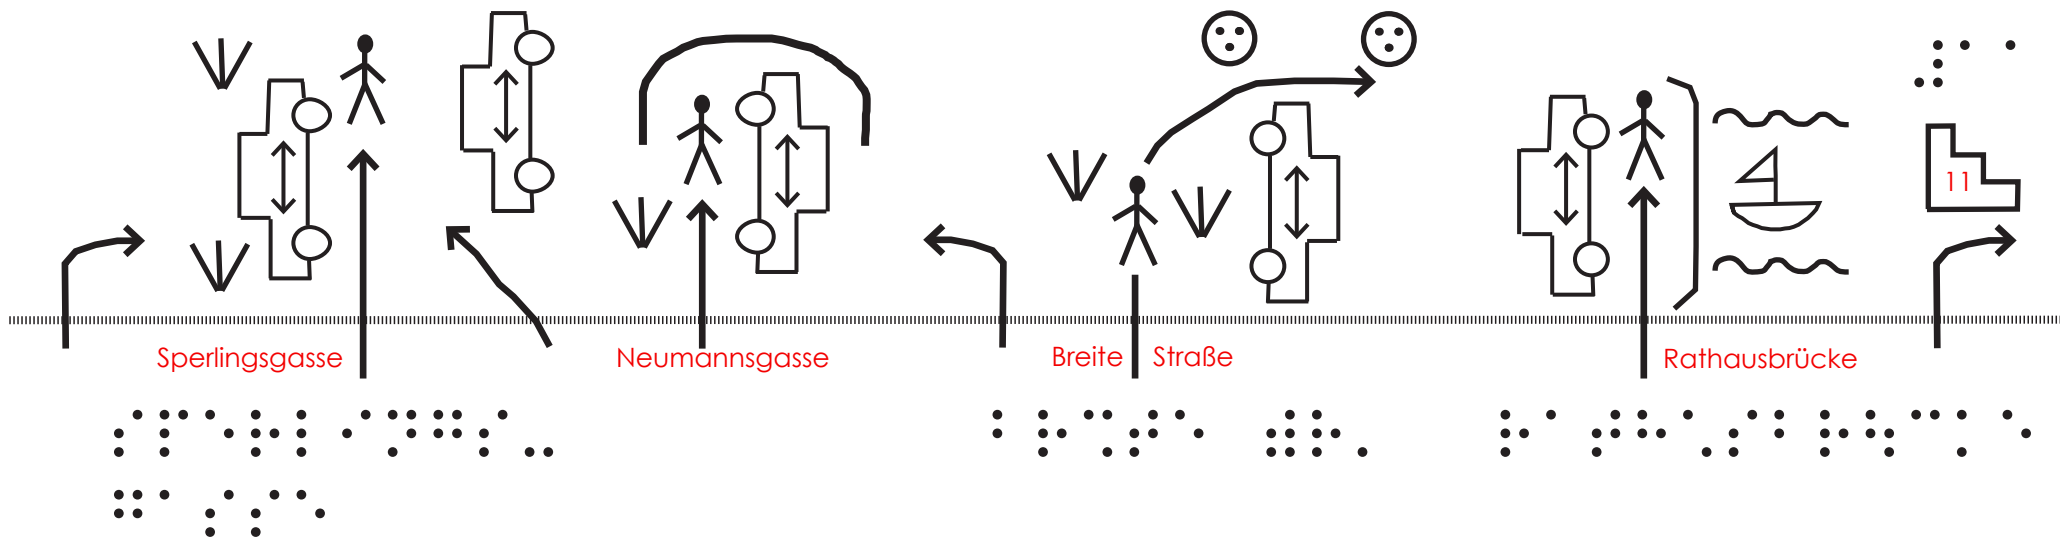 ⠼⠁⠁
11
Sperlingsgasse
Neumannsgasse
Breite Straße
Rathausbrücke
⠎⠏⠑⠗⠇⠊⠝⠛⠎⠤
⠛⠁⠎⠎⠑
⠃⠗⠩⠞⠑ ⠾⠗⠄
⠗⠁⠞⠓⠡⠎⠃⠗⠳⠉⠅⠑